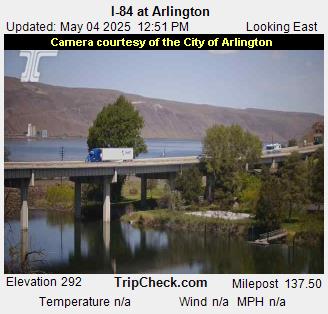 I-84 at Arlington
Updated: May 04 2025 12:51 PM Looking East
Camera courtesy of the City of Arlington
Elevation 292 TripCheck.com Milepost 137.50
Temperature n/a Wind n/a MPH n/a